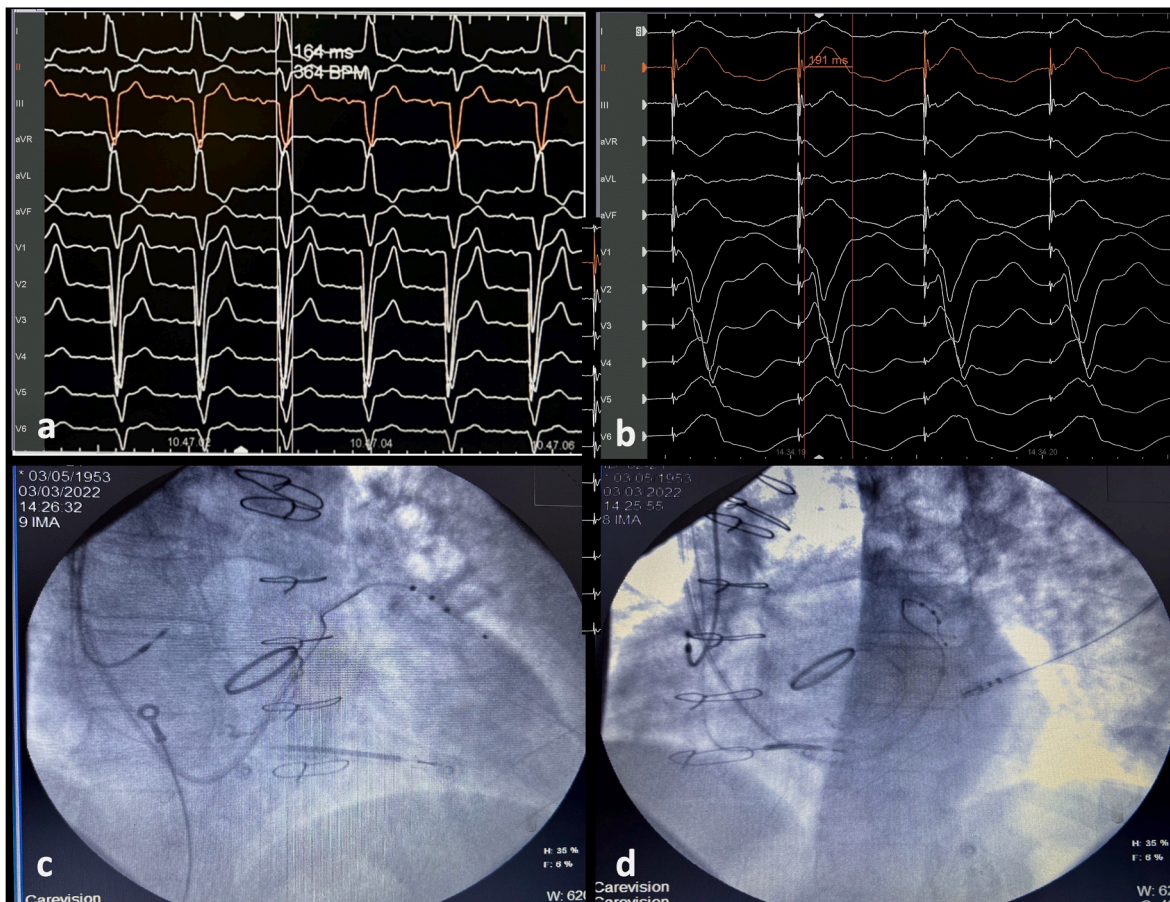 I
II
III
aVR
aVL
aVF
V1
V2
V3
V4
V5
V6
164 ms
364 BPM
10.47.02
10.47.04
10.47.06
a
I
II
III
aVR
aVL
aVF
V1
V2
V3
V4
V5
V6
191 ms
14.34.19
14.34.20
b
* 03/05/1953
03/03/2022
14:26:32
9 IMA
H: 35 %
F: 6 %
Carevision
W: 620
c
* 03/05/1953
03/03/2022
14:25:55
8 IMA
H: 35 %
F: 6 %
Carevision
Carevision
W: 62
d